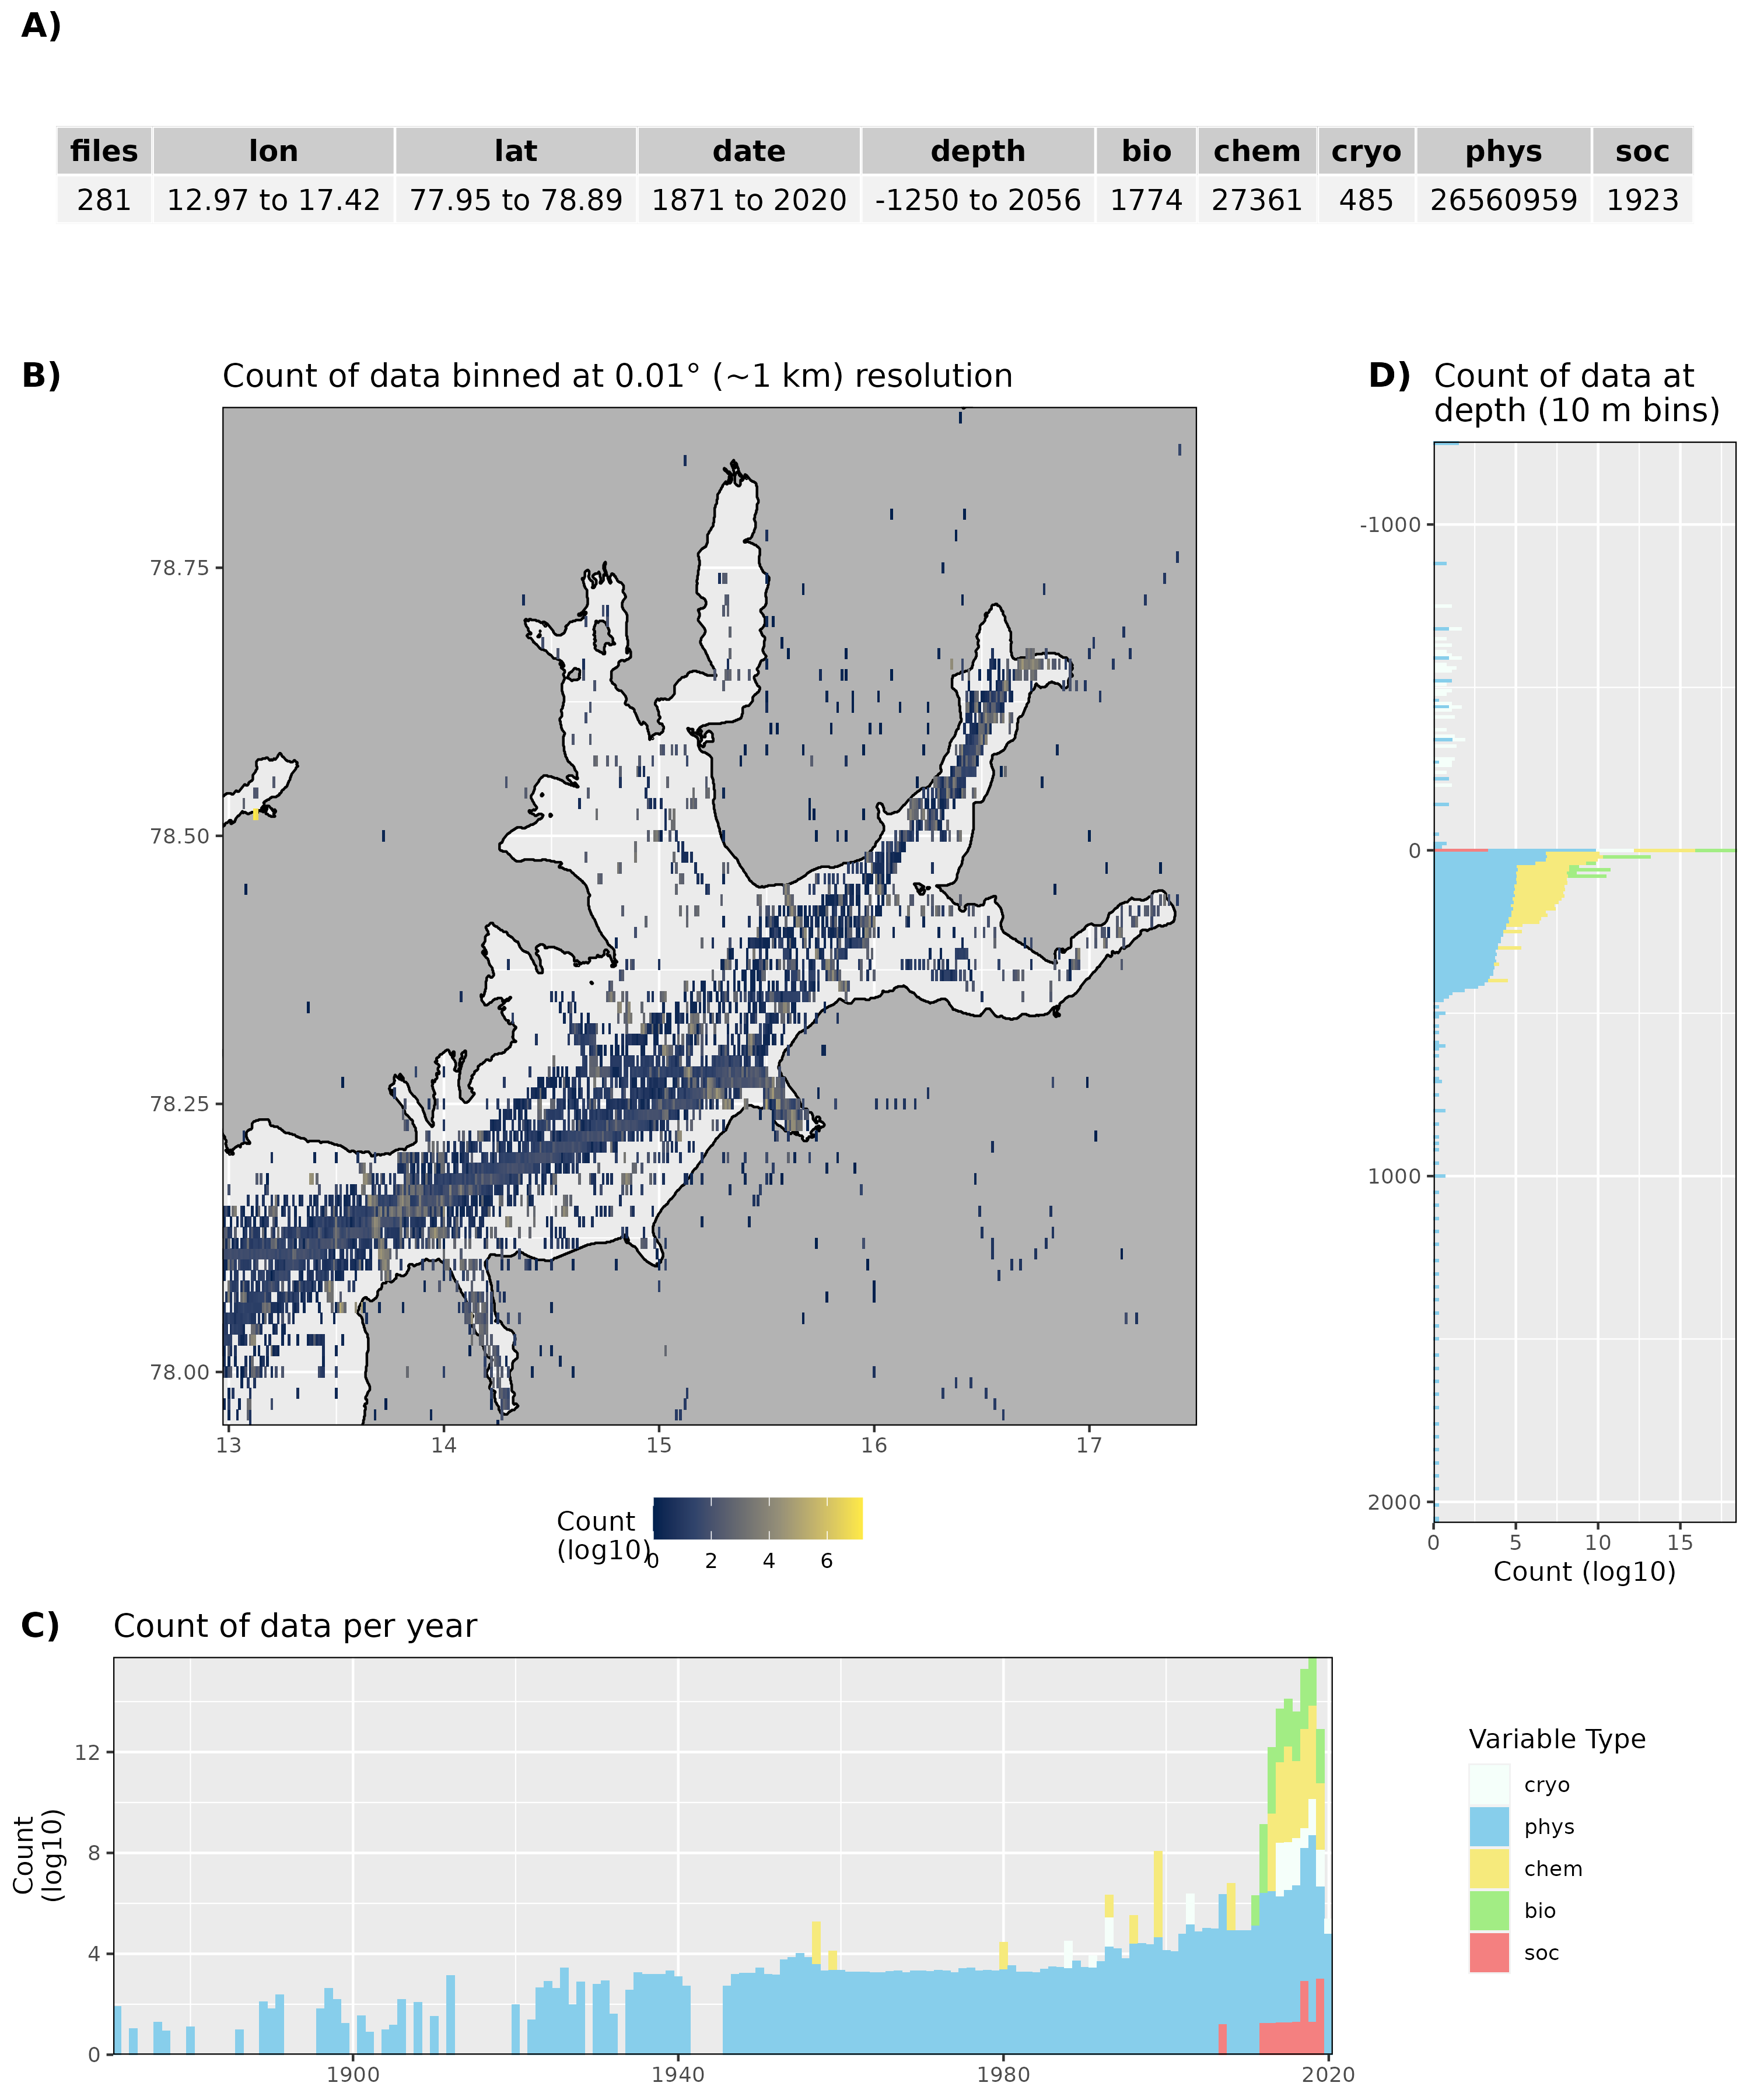 A)
files lon lat date depth bio chem cryo phys soc
281 12.97 to 17.42 77.95 to 78.89 1871 to 2020 -1250 to 2056 1774 27361 485 26560959 1923
B)
Count of data binned at 0.01° (~1 km) resolution
78.75
78.50
78.25
78.00
13 14 15 16 17
Count
(log10)
0 2 4 6
D)
Count of data at
depth (10 m bins)
-1000
0
1000
2000
0 5 10 15
Count (log10)
C)
Count of data per year
Count
(log10)
12
8
4
0
1900 1940 1980 2020
Variable Type
cryo
phys
chem
bio
soc